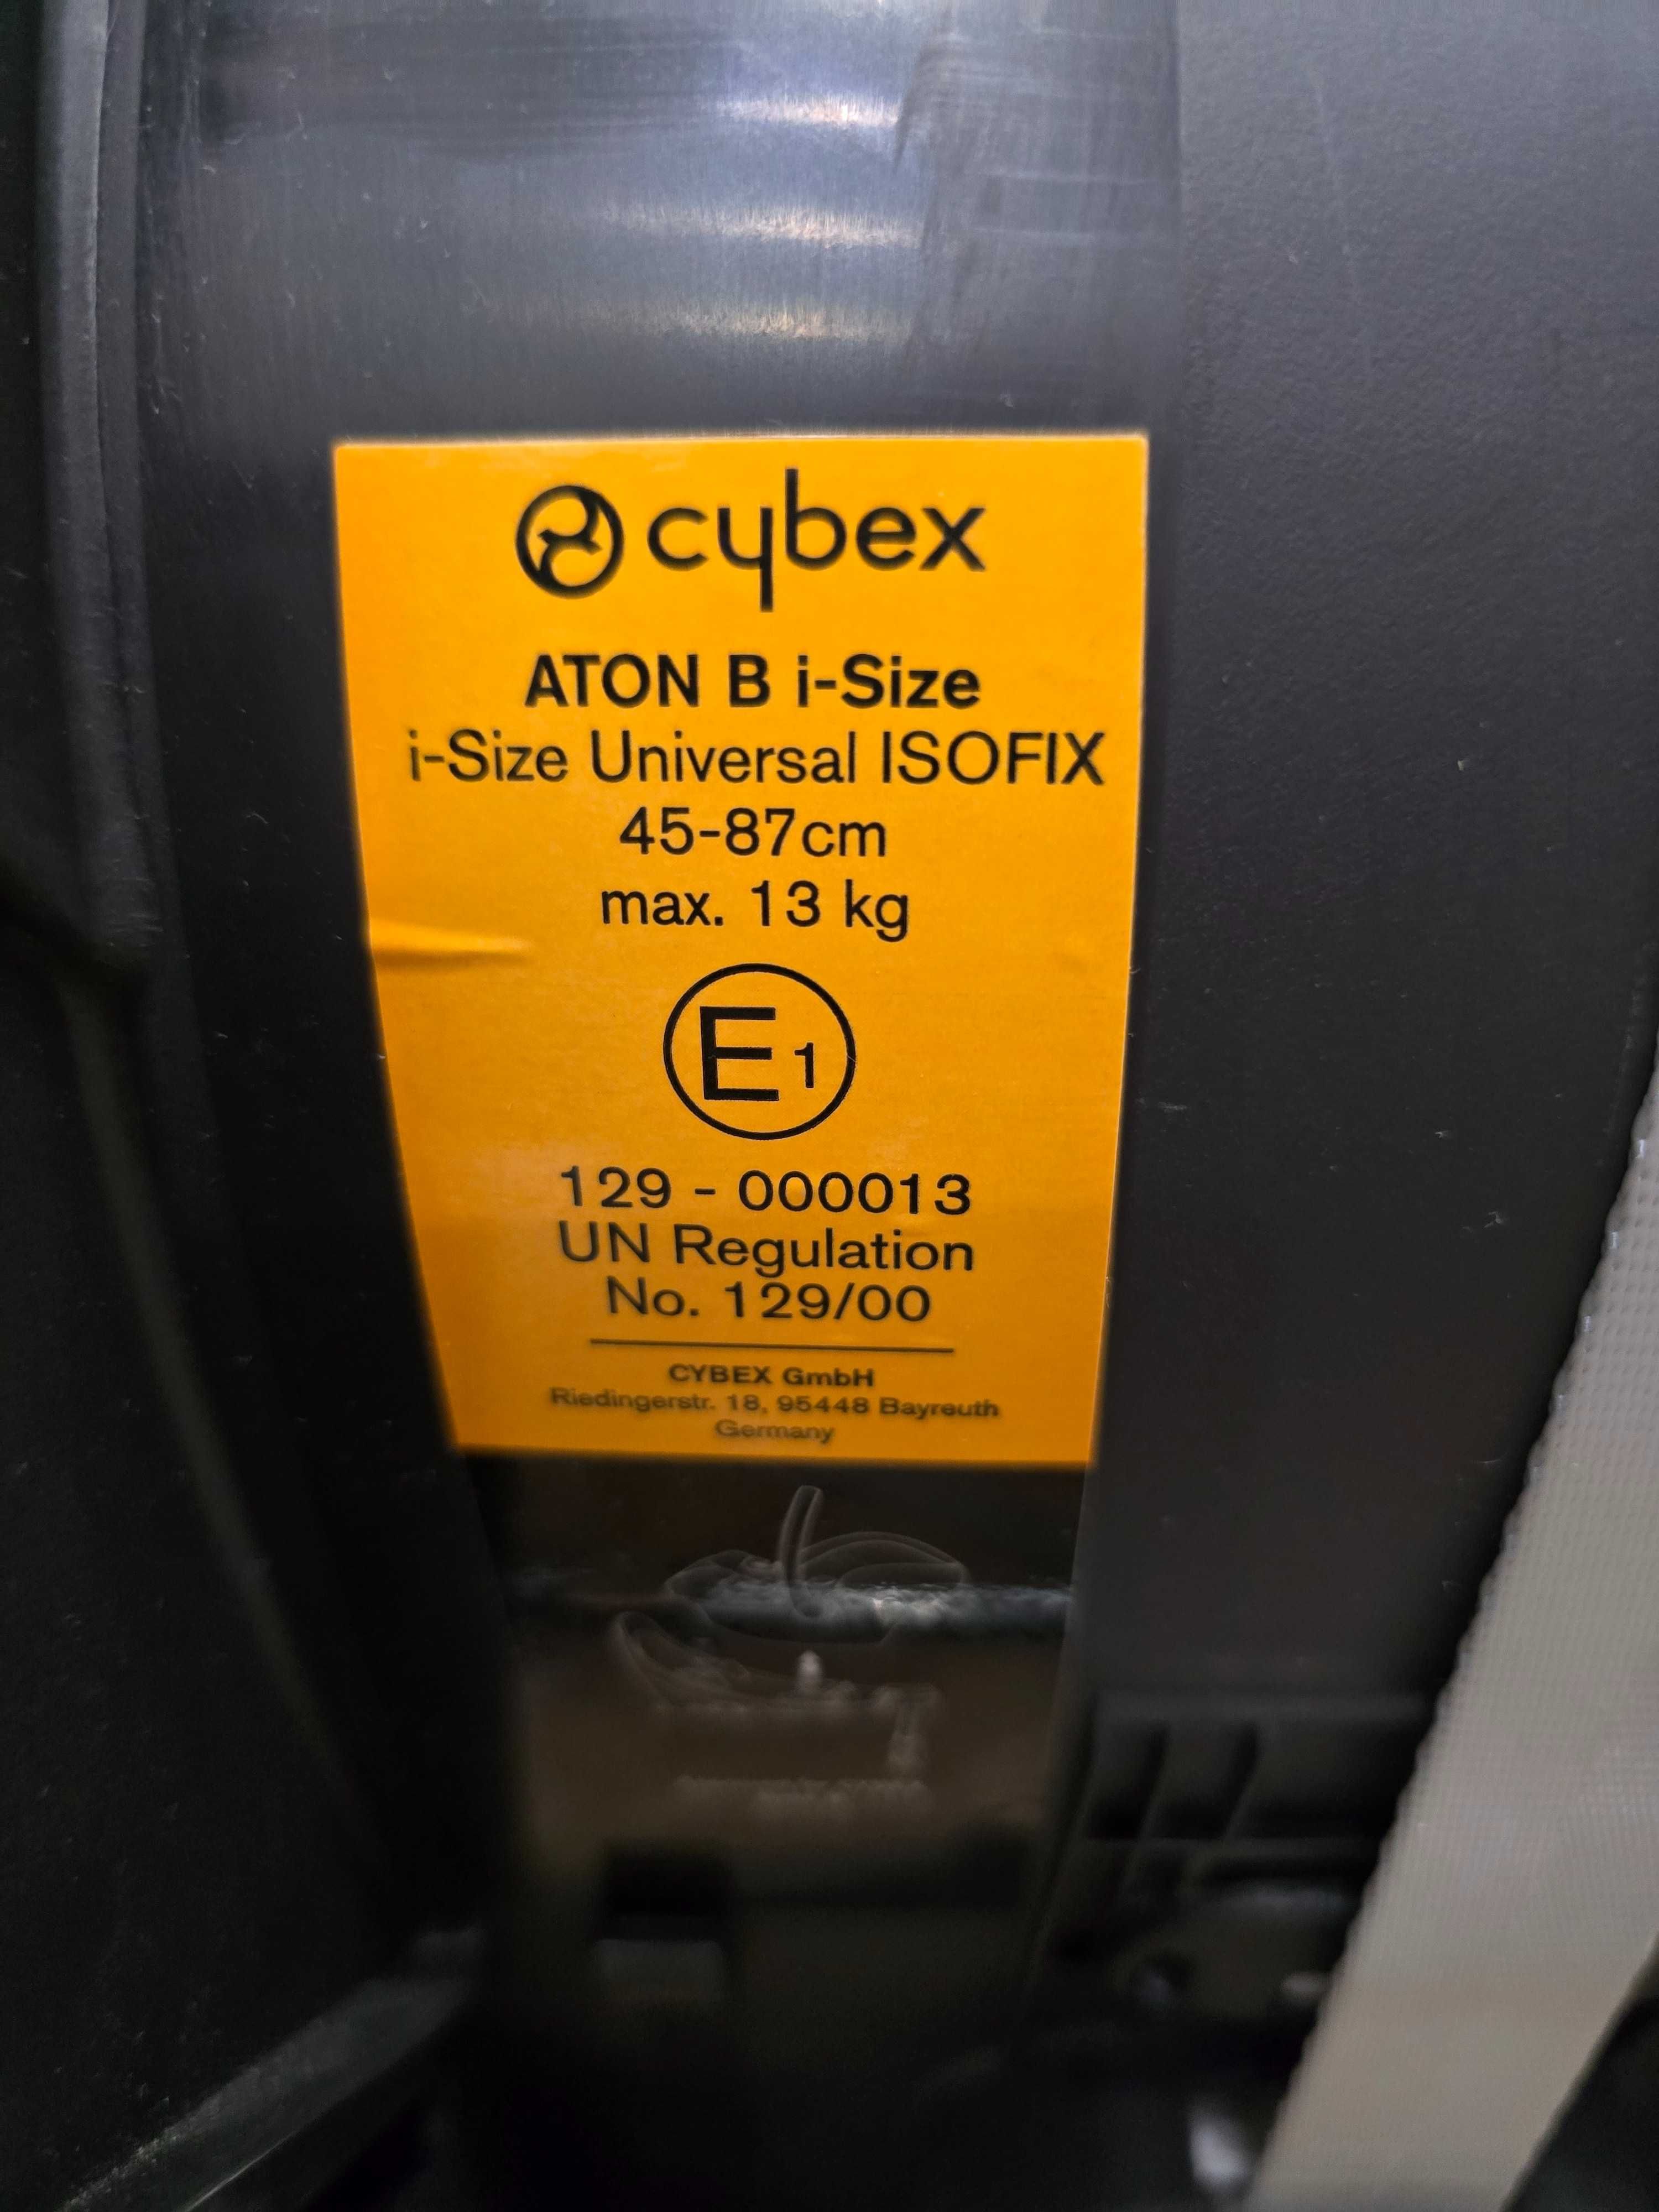 cybex
ATON B i-Size
i-Size Universal ISOFIX
45-87cm
max. 13 kg
E1
129 - 000013
UN Regulation
No. 129/00
CYBEX GmbH
Riedingerstr. 18, 95448 Bayreuth
Germany